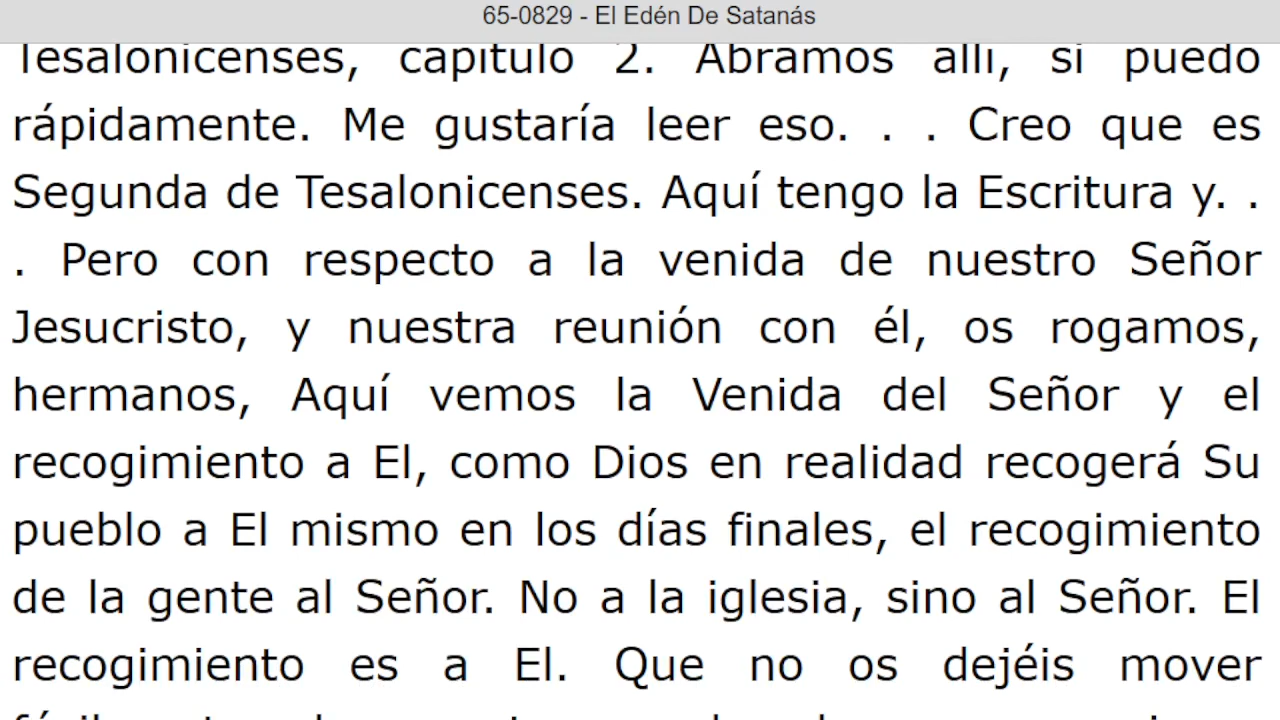 65-0829 - El Edén De Satanás
Tesalonicenses, capítulo 2. Abramos allí, si puedo
rápidamente. Me gustaría leer eso. . . Creo que es
Segunda de Tesalonicenses. Aquí tengo la Escritura y. .
. Pero con respecto a la venida de nuestro Señor
Jesucristo, y nuestra reunión con él, os rogamos,
hermanos, Aquí vemos la Venida del Señor y el
recogimiento a El, como Dios en realidad recogerá Su
pueblo a El mismo en los días finales, el recogimiento
de la gente al Señor. No a la iglesia, sino al Señor. El
recogimiento es a El. Que no os dejéis mover